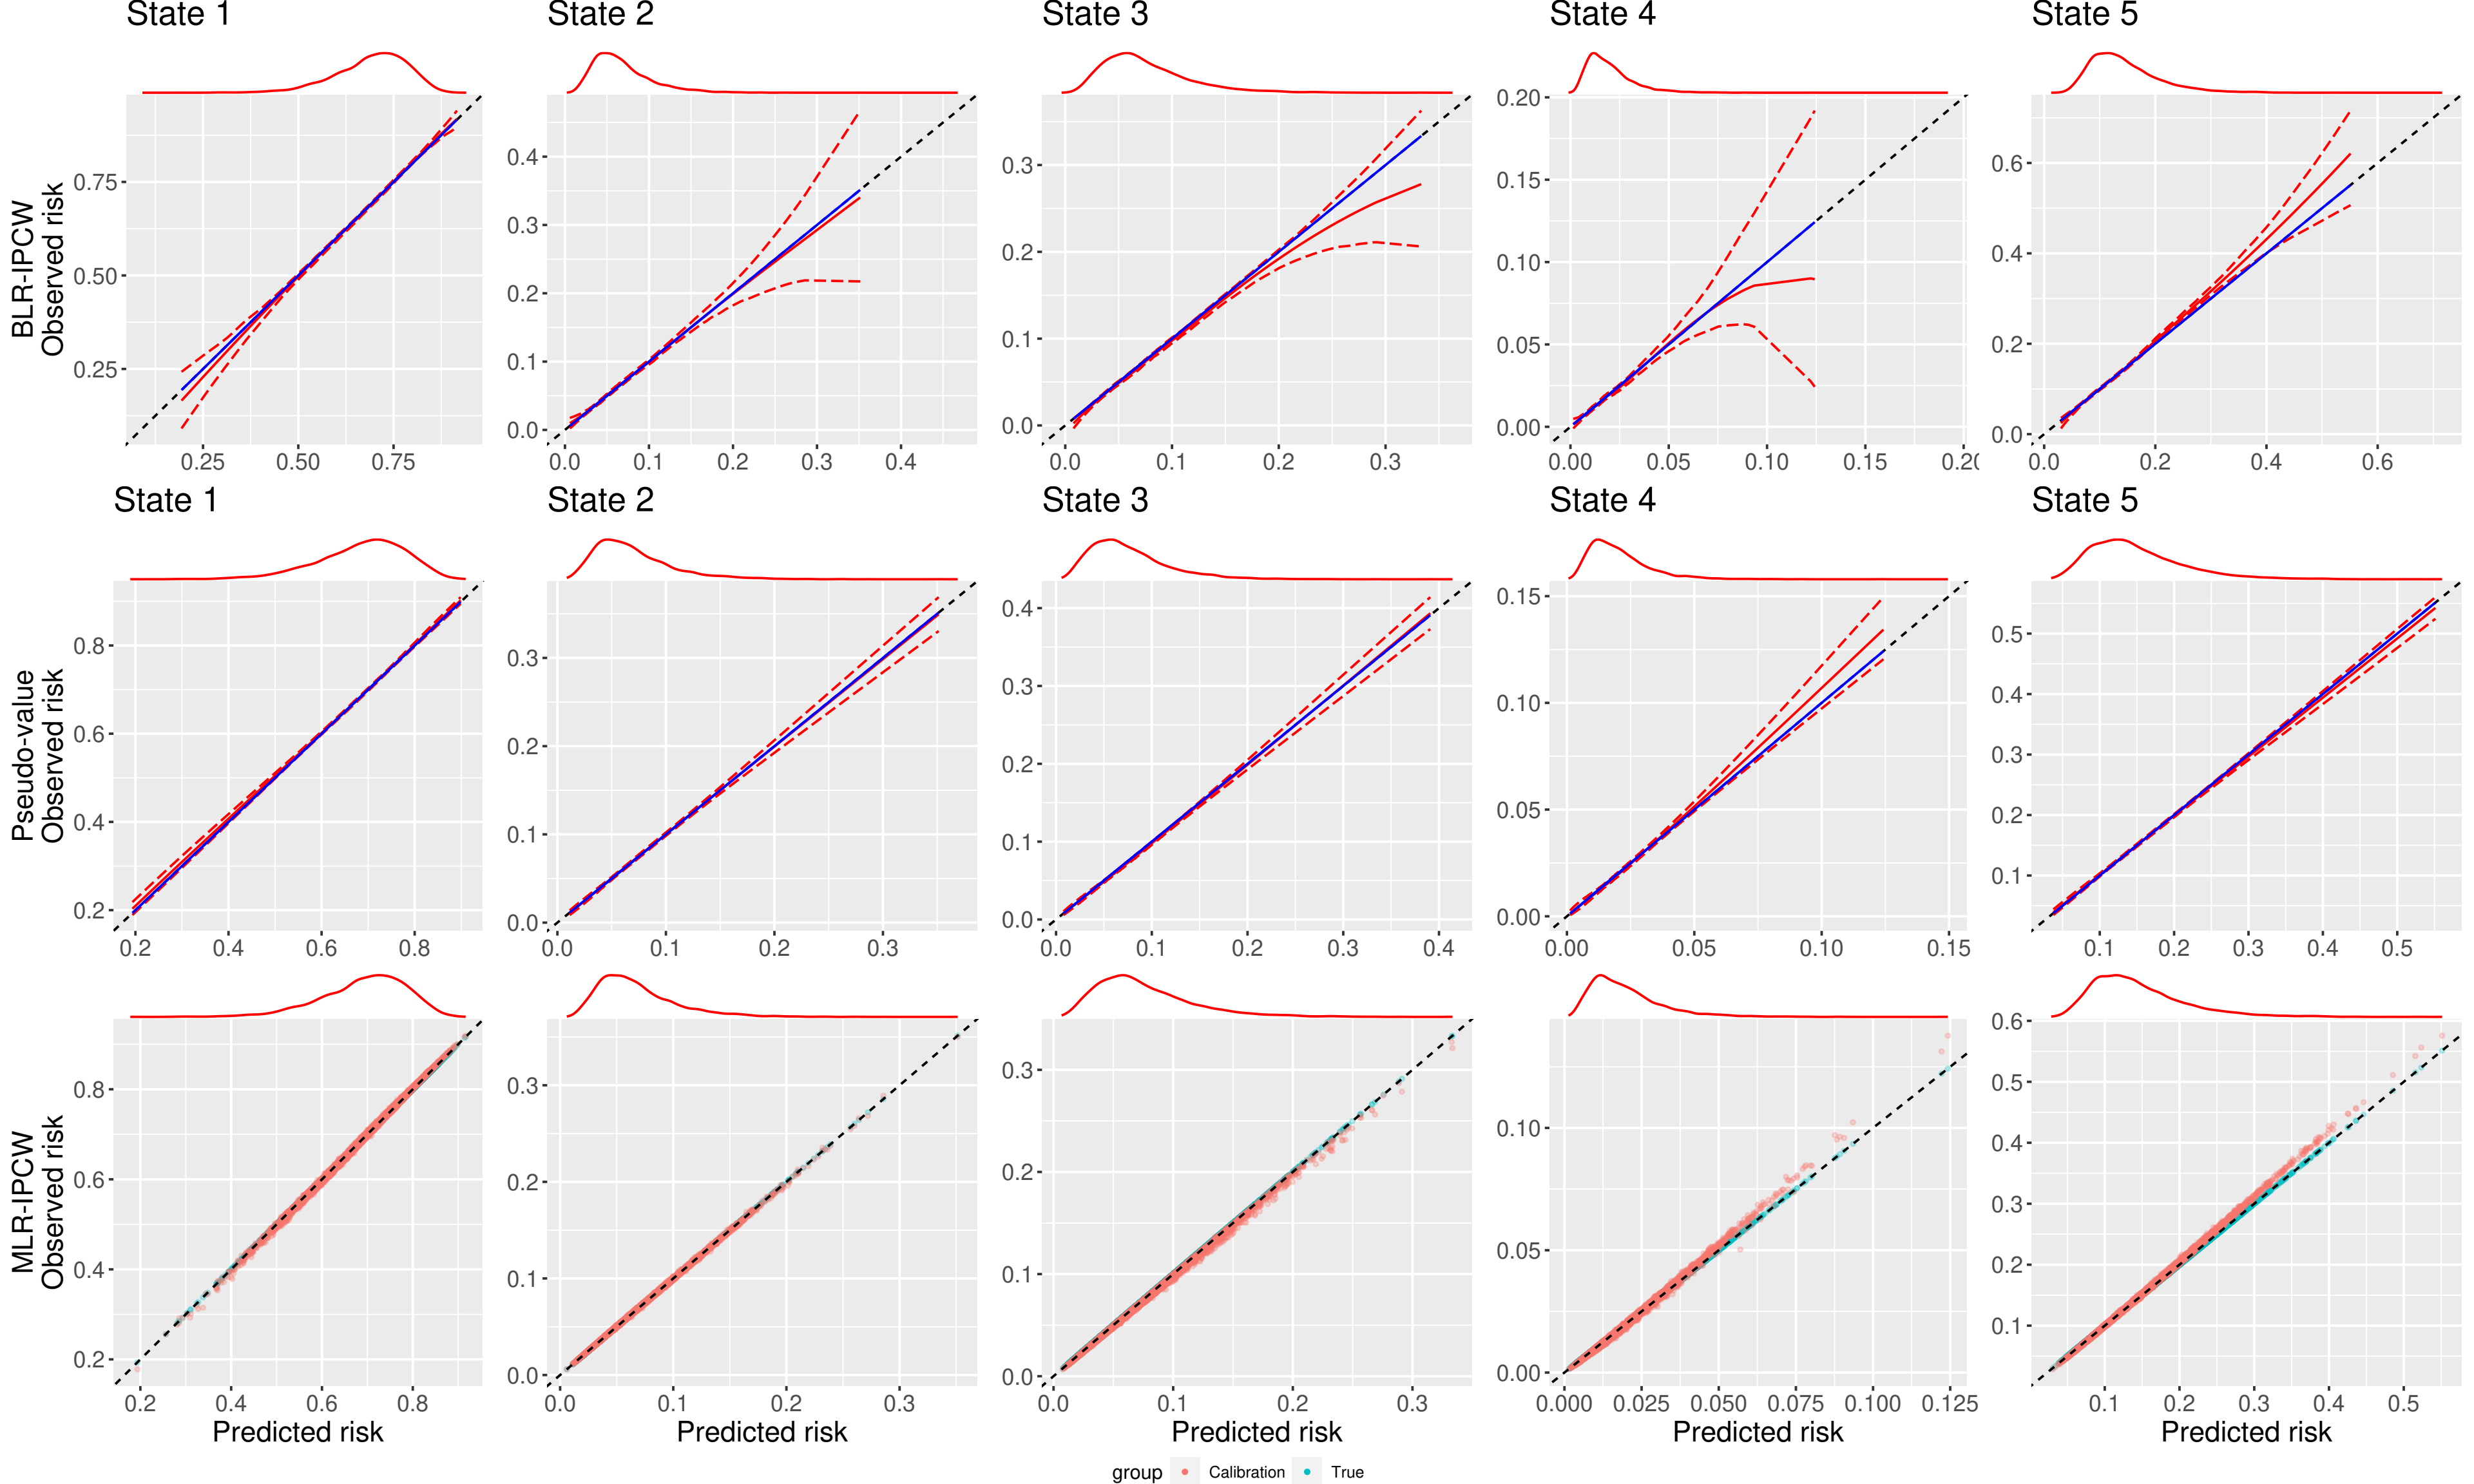 State 1 State 2 State 3 State 4 State 5
BLR-IPCW
Observed risk
0.75
0.50
0.25
0.25 0.50 0.75
0.4
0.3
0.2
0.1
0.0
0.0 0.1 0.2 0.3 0.4
0.3
0.2
0.1
0.0
0.0 0.1 0.2 0.3
0.20
0.15
0.10
0.05
0.00
0.00 0.05 0.10 0.15 0.20
0.6
0.4
0.2
0.0
0.0 0.2 0.4 0.6
State 1 State 2 State 3 State 4 State 5
Pseudo-value
Observed risk
0.8
0.6
0.4
0.2
0.2 0.4 0.6 0.8
0.3
0.2
0.1
0.0
0.0 0.1 0.2 0.3
0.4
0.3
0.2
0.1
0.0
0.0 0.1 0.2 0.3 0.4
0.15
0.10
0.05
0.00
0.00 0.05 0.10 0.15
0.5
0.4
0.3
0.2
0.1
0.1 0.2 0.3 0.4 0.5
MLR-IPCW
Observed risk
0.8
0.6
0.4
0.2
0.2 0.4 0.6 0.8
Predicted risk
0.3
0.2
0.1
0.0
0.0 0.1 0.2 0.3
Predicted risk
0.3
0.2
0.1
0.0
0.0 0.1 0.2 0.3
Predicted risk
0.10
0.05
0.00
0.000 0.025 0.050 0.075 0.100 0.125
Predicted risk
0.6
0.5
0.4
0.3
0.2
0.1
0.1 0.2 0.3 0.4 0.5
Predicted risk
group Calibration True